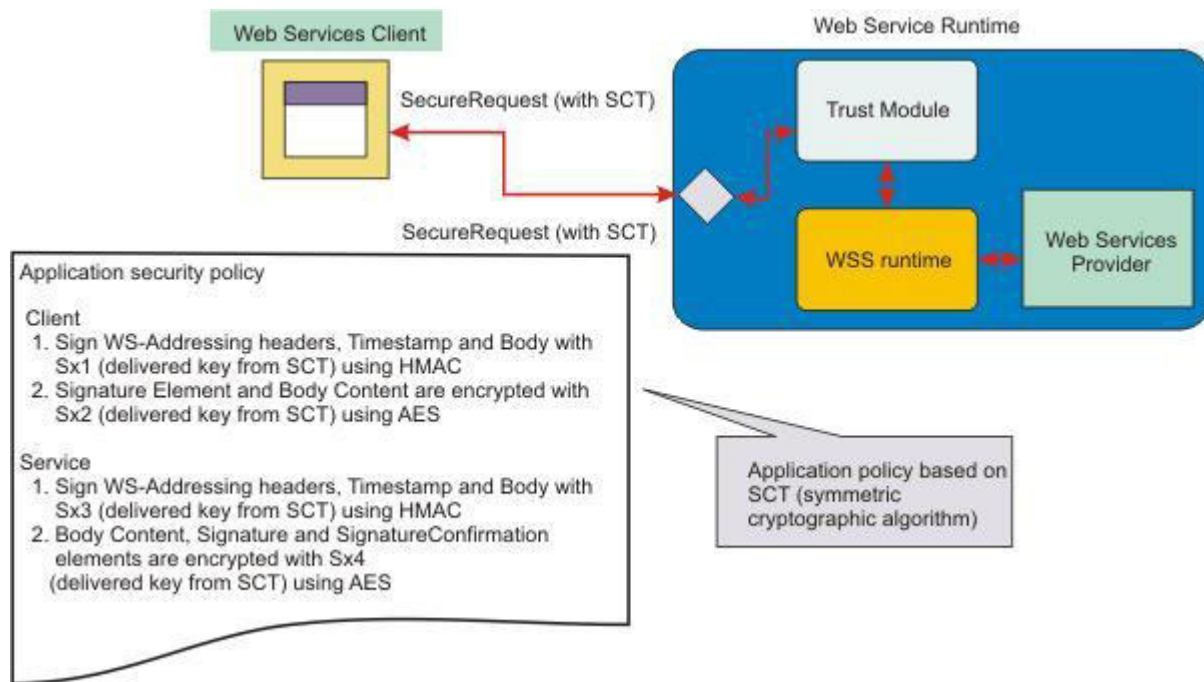 Web Services Client
Web Service Runtime
SecureRequest (with SCT)
Trust Module
SecureRequest (with SCT)
WSS runtime
Web Services
Provider
Application security policy
Client
1. Sign WS-Addressing headers, Timestamp and Body with
Sx1 (delivered key from SCT) using HMAC
2. Signature Element and Body Content are encrypted with
Sx2 (delivered key from SCT) using AES
Service
1. Sign WS-Addressing headers, Timestamp and Body with
Sx3 (delivered key from SCT) using HMAC
2. Body Content, Signature and SignatureConfirmation
elements are encrypted with Sx4
(delivered key from SCT) using AES
Application policy based on
SCT (symmetric
cryptographic algorithm)